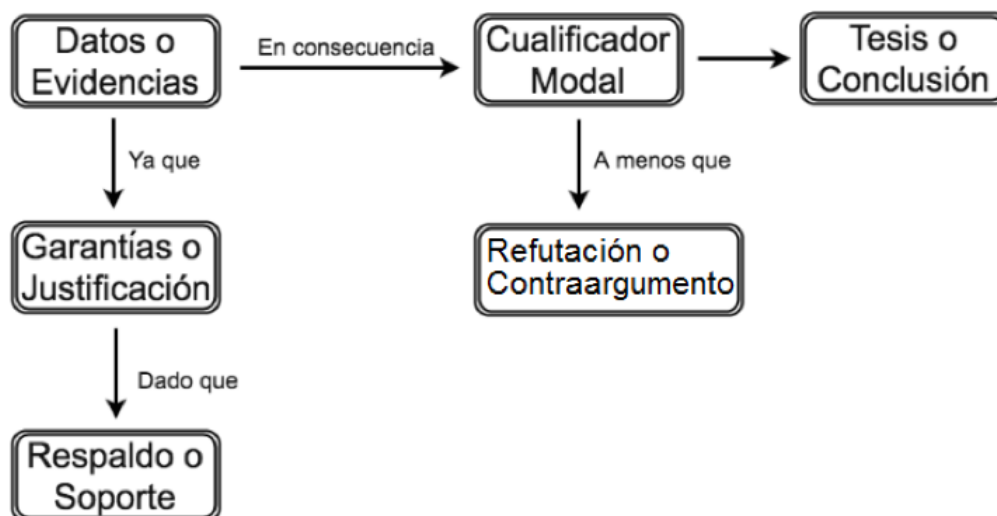 Datos o
Evidencias
En consecuencia
Cualificador
Modal
Tesis o
Conclusión
Ya que
A menos que
Garantías o
Justificación
Refutación o
Contraargumento
Dado que
Respaldo o
Soporte